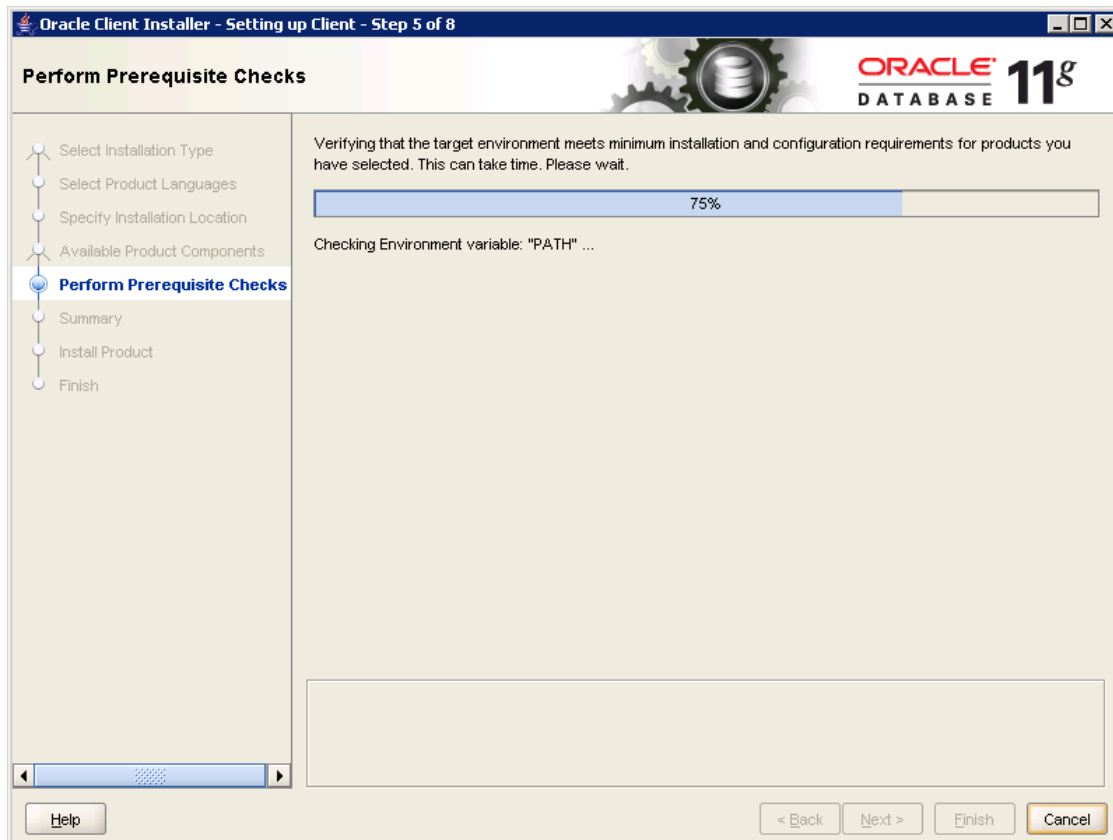 Oracle Client Installer - Setting up Client - Step 5 of 8
Perform Prerequisite Checks
ORACLE
DATABASE 11g
Select Installation Type
Select Product Languages
Specify Installation Location
Available Product Components
Perform Prerequisite Checks
Summary
Install Product
Finish
Verifying that the target environment meets minimum installation and configuration requirements for products you
have selected. This can take time. Please wait.
75%
Checking Environment variable: "PATH" ...
Help
< Back
Next >
Finish
Cancel